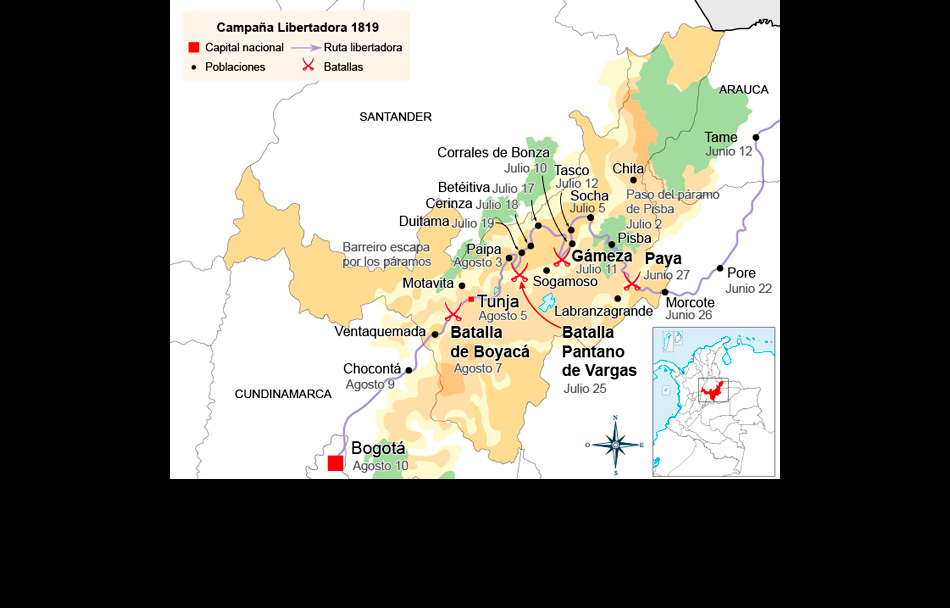 Campaña Libertadora 1819
Capital nacional
Ruta libertadora
Poblaciones
Batallas
ARAUCA
SANTANDER
Tame
Junio 12
Corrales de Bonza
Julio 10
Tasco
Julio 12
Chita
Betéitiva Julio 17
Socha
Julio 5
Paso del páramo
de Pisba
Julio 2
Cerinza Julio 18
Duitama Julio 19
Pisba
Barreiro escapa
por los páramos
Paipa
Agosto 3
Gámeza
Julio 11
Paya
Junio 27
Pore
Junio 22
Motavita
Sogamoso
Tunja
Agosto 5
Labranzagrande
Morcote
Junio 26
Ventaquemada
Batalla
de Boyacá
Agosto 7
Batalla
Pantano
de Vargas
Julio 25
Chocontá
Agosto 9
CUNDINAMARCA
N
O
E
S
Bogotá
Agosto 10